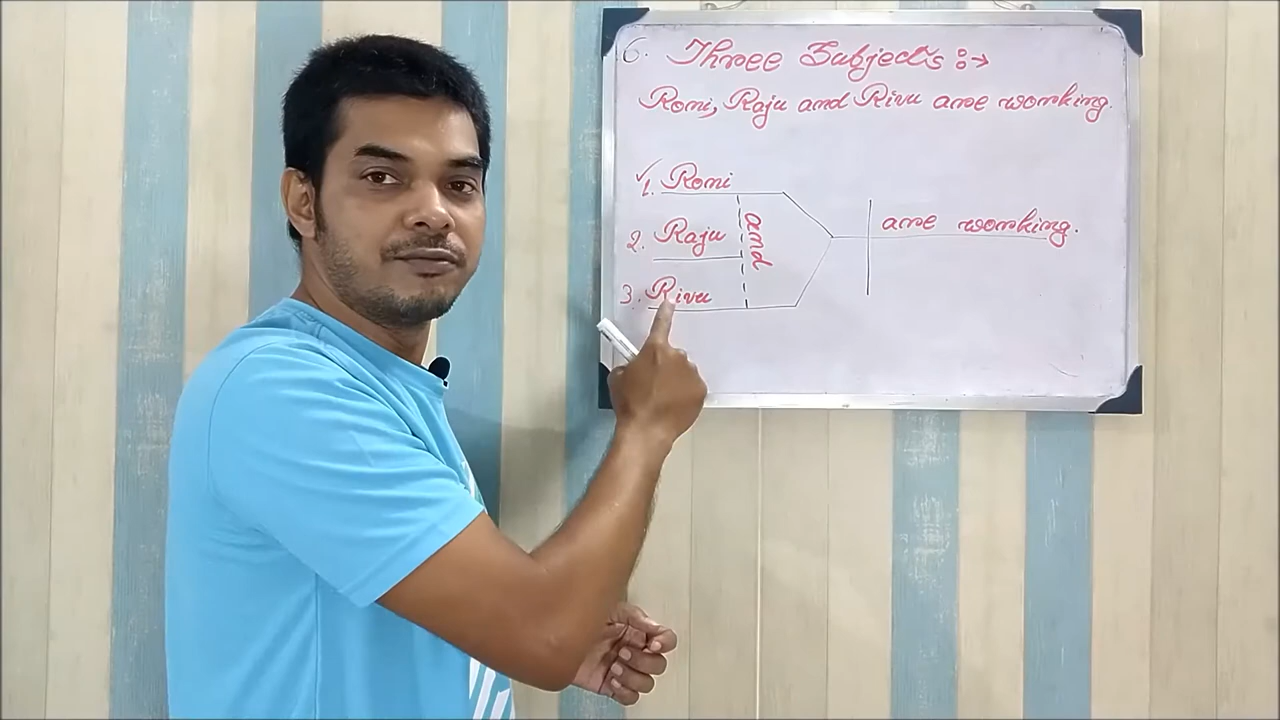 6. Three Subjects :→
Romi, Raju and Rivu are working.
✓1. Romi
2. Raju
and
3. Rivu
are working.